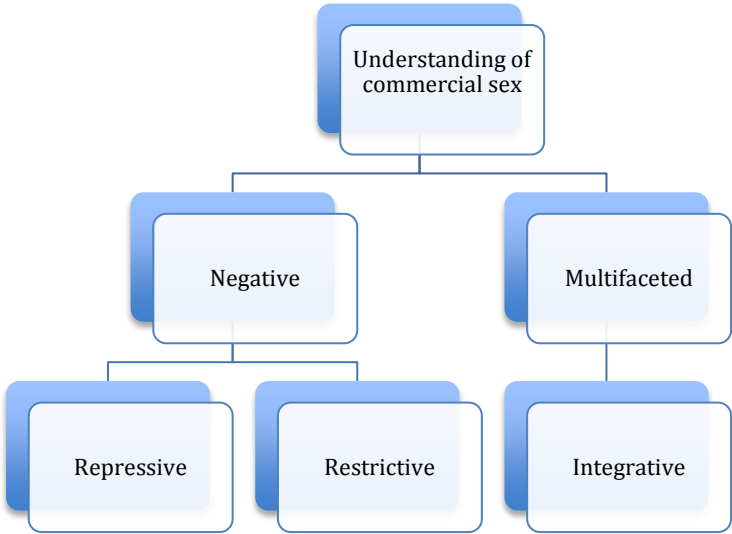 Understanding of
commercial sex
Negative
Multifaceted
Repressive
Restrictive
Integrative